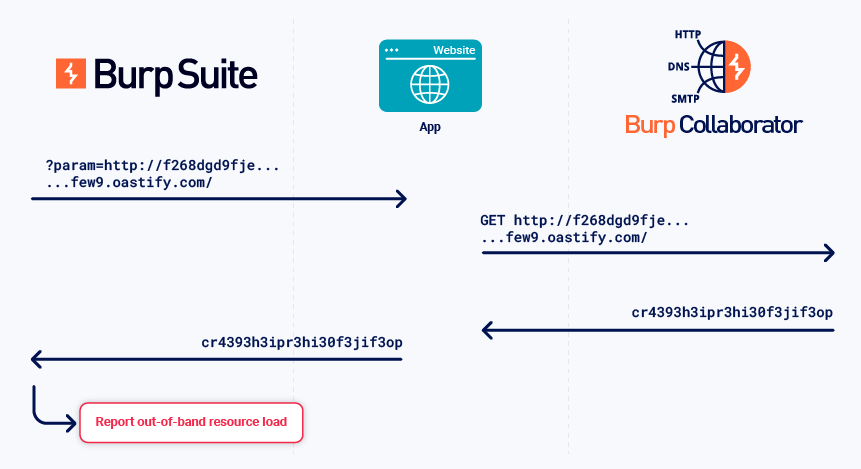 Burp Suite
Website
App
HTTP
DNS
SMTP
Burp Collaborator
?param=http://f268dgd9fje...
...few9.oastify.com/
GET http://f268dgd9fje...
...few9.oastify.com/
cr4393h3ipr3hi30f3jif3op
cr4393h3ipr3hi30f3jif3op
Report out-of-band resource load